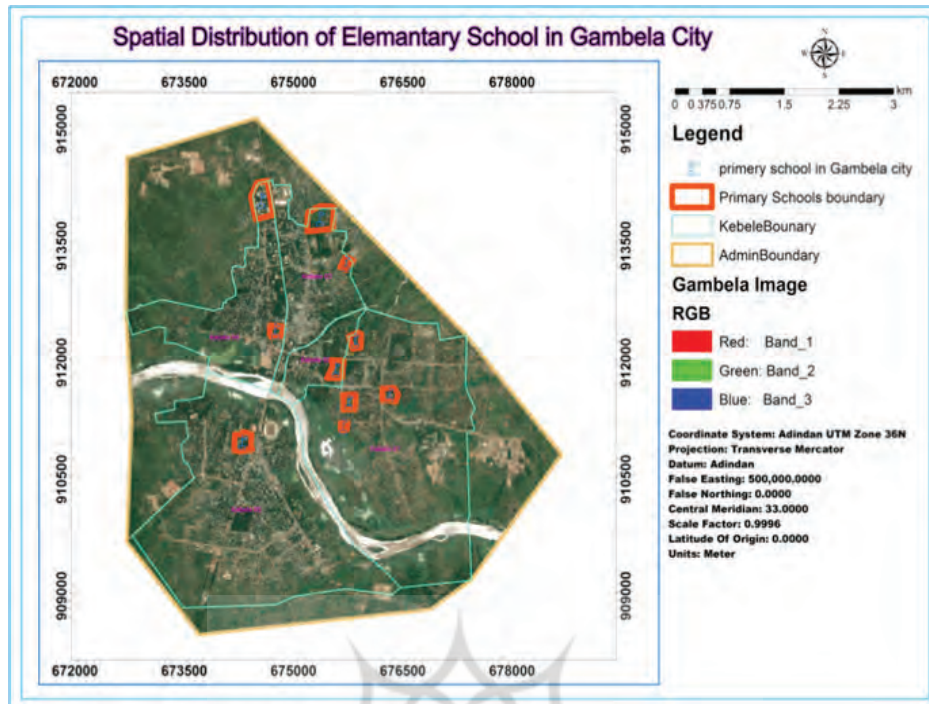 Spatial Distribution of Elemantary School in Gambela City
N
W
E
S
672000 673500 675000 676500 678000
km
0 0.375 0.75 1.5 2.25 3
Legend
primery school in Gambela city
Primary Schools boundary
KebeleBounary
AdminBoundary
Gambela Image
RGB
Red: Band_1
Green: Band_2
Blue: Band_3
Coordinate System: Adindan UTM Zone 36N
Projection: Transverse Mercator
Datum: Adindan
False Easting: 500,000.0000
False Northing: 0.0000
Central Meridian: 33.0000
Scale Factor: 0.9996
Latitude Of Origin: 0.0000
Units: Meter
915000
913500
912000
910500
909000
915000
913500
912000
910500
909000
672000 673500 675000 676500 678000